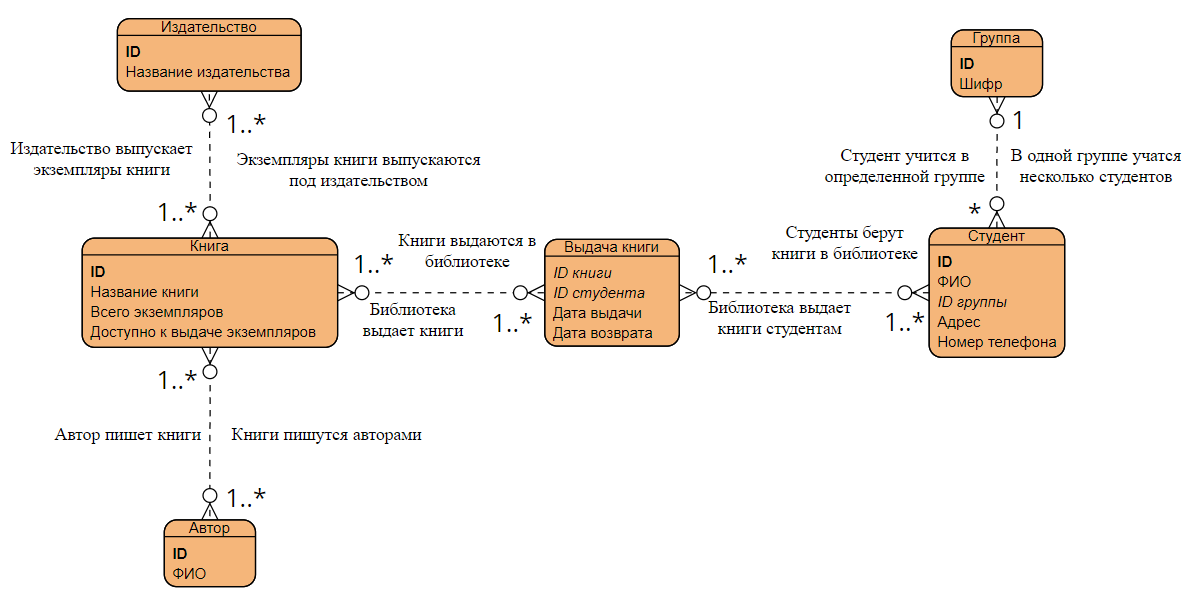 Издательство
ID
Название издательства
1..*
Издательство выпускает
экземпляры книги
Экземпляры книги выпускаются
под издательством
1..*
Книга
ID
Название книги
Всего экземпляров
Доступно к выдаче экземпляров
1..*
Книги выдаются в
библиотеке
Библиотека
выдает книги
1..*
Выдача книги
ID книги
ID студента
Дата выдачи
Дата возврата
1..*
Студенты берут
книги в библиотеке
Библиотека выдает
книги студентам
1..*
Группа
ID
Шифр
1
Студент учится в
определенной группе
В одной группе учатся
несколько студентов
*
Студент
ID
ФИО
ID группы
Адрес
Номер телефона
1..*
Автор пишет книги
Книги пишутся авторами
1..*
Автор
ID
ФИО